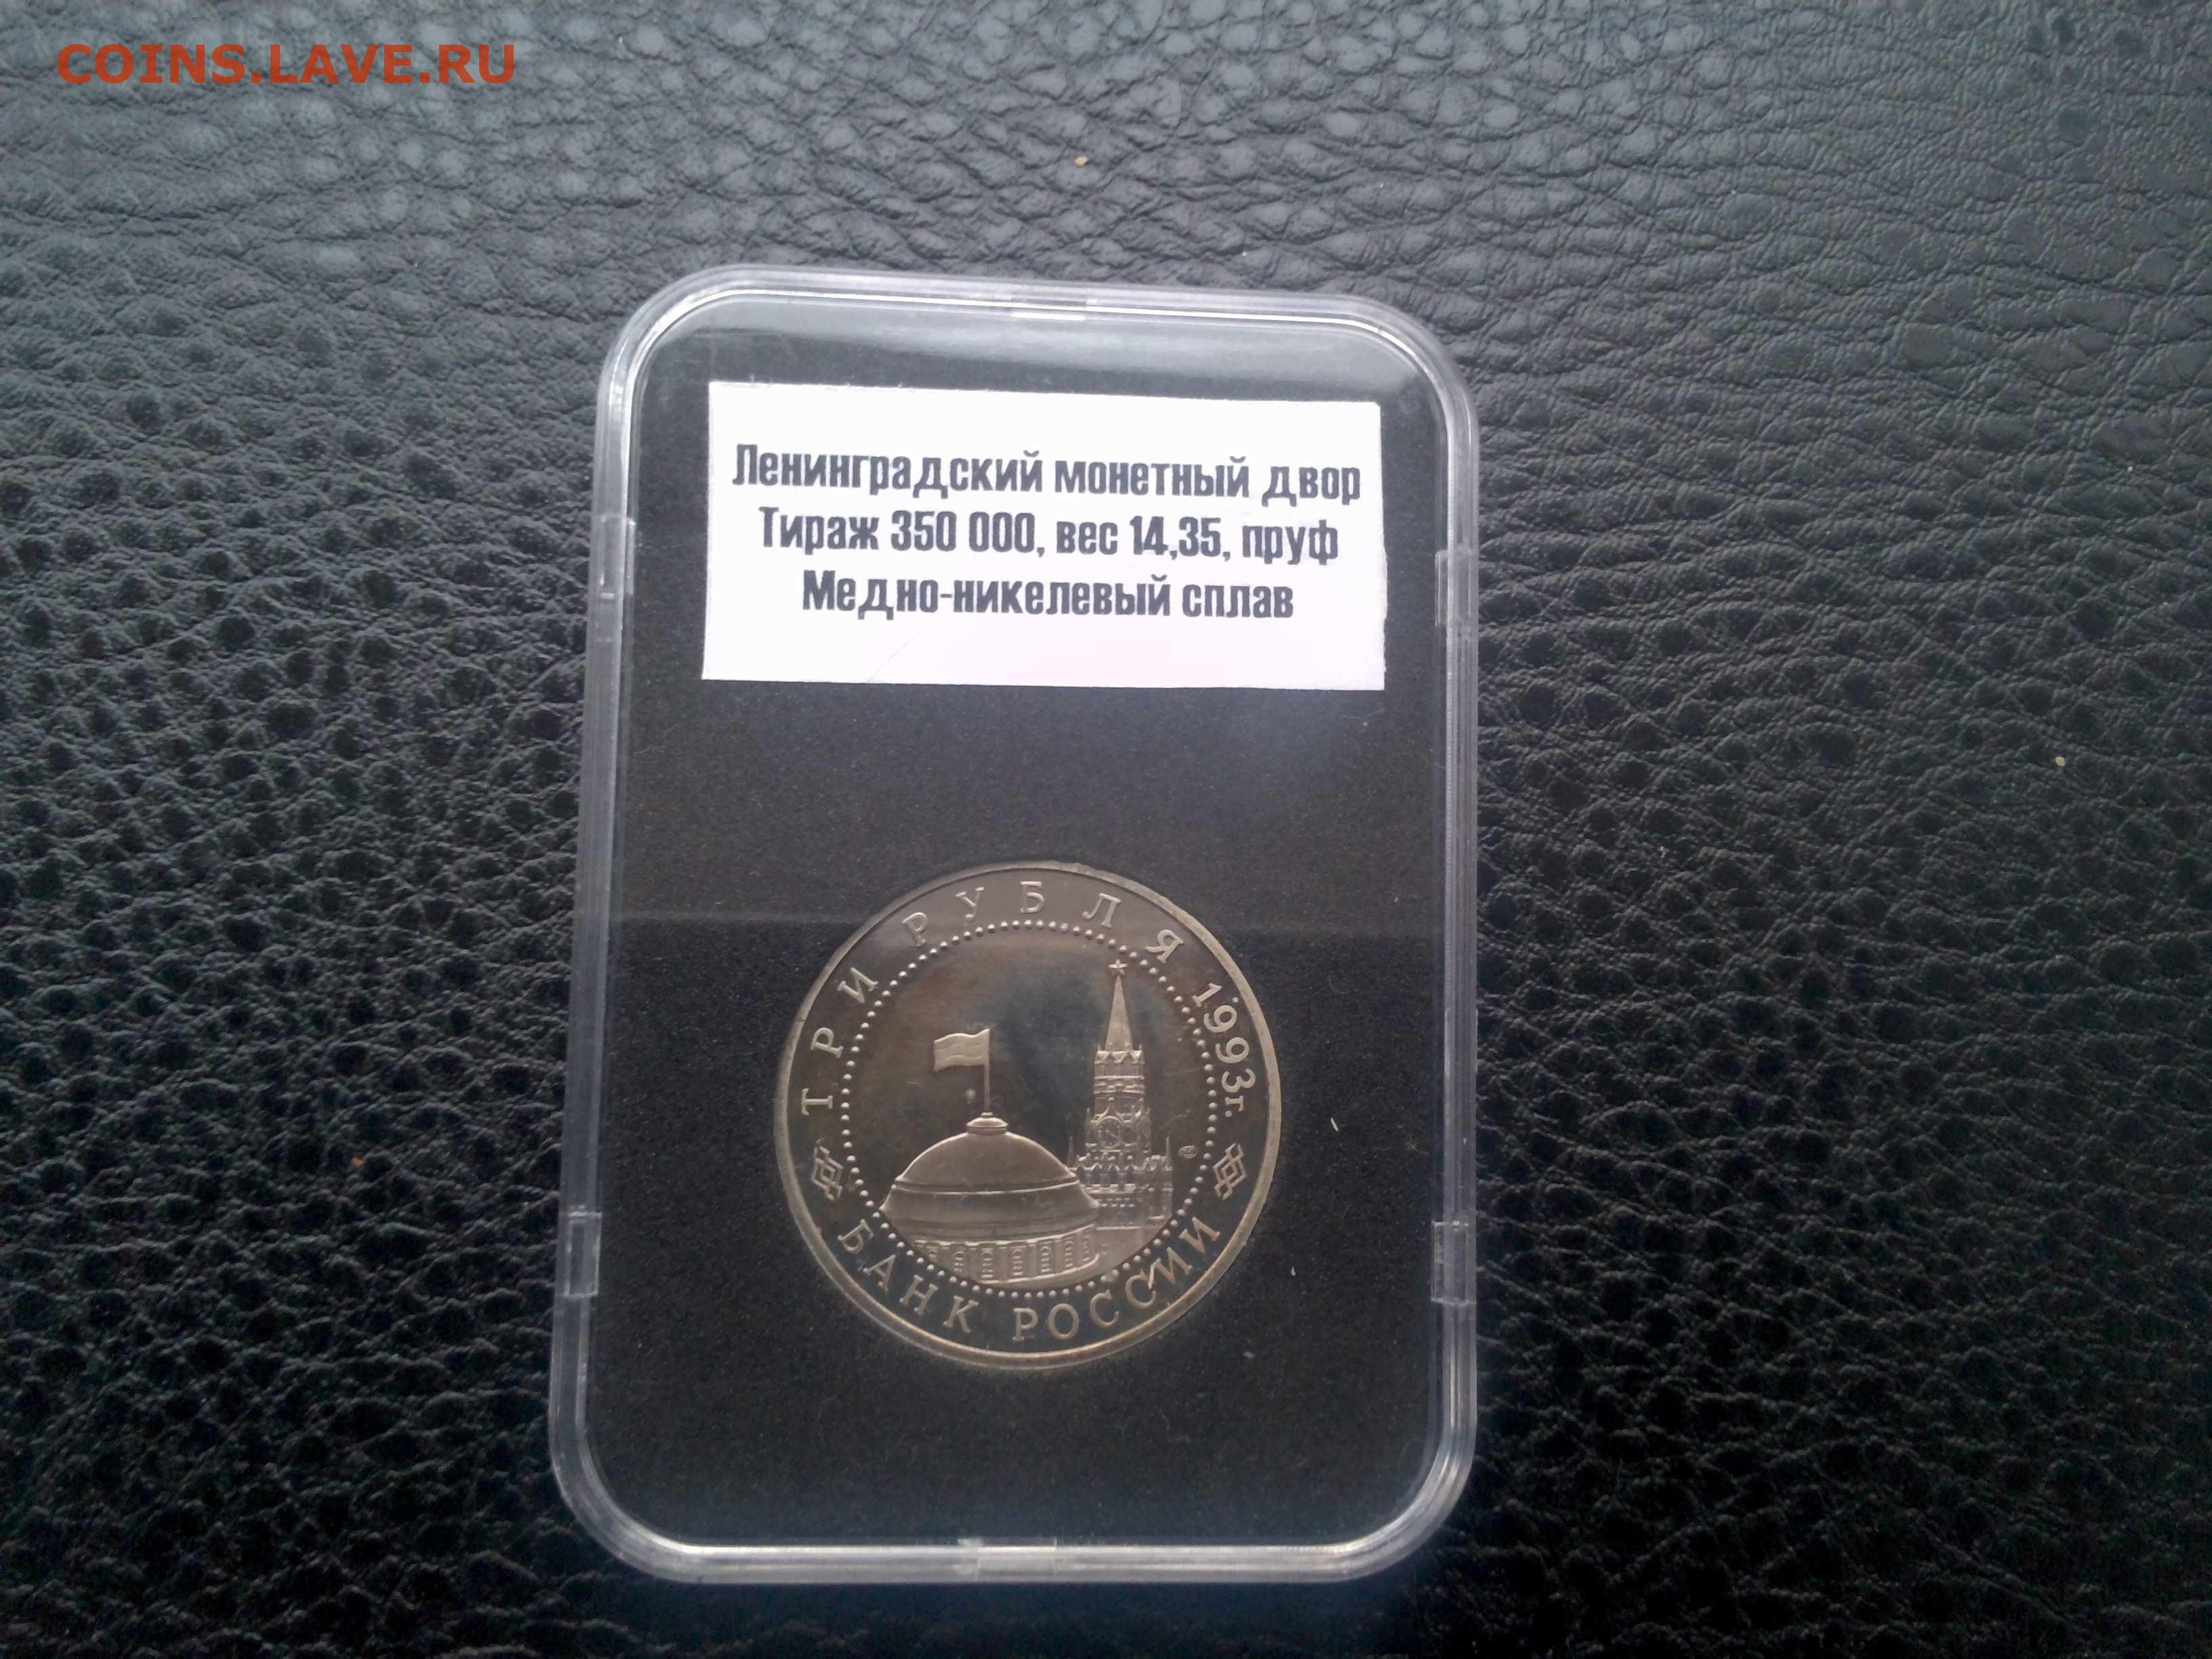 COINS.LAVE.RU
Ленинградский монетный двор
Тираж 350 000, вес 14,35, пруф
Медно-никелевый сплав
ТРИ РУБЛЯ 1993г.
БАНК РОССИИ